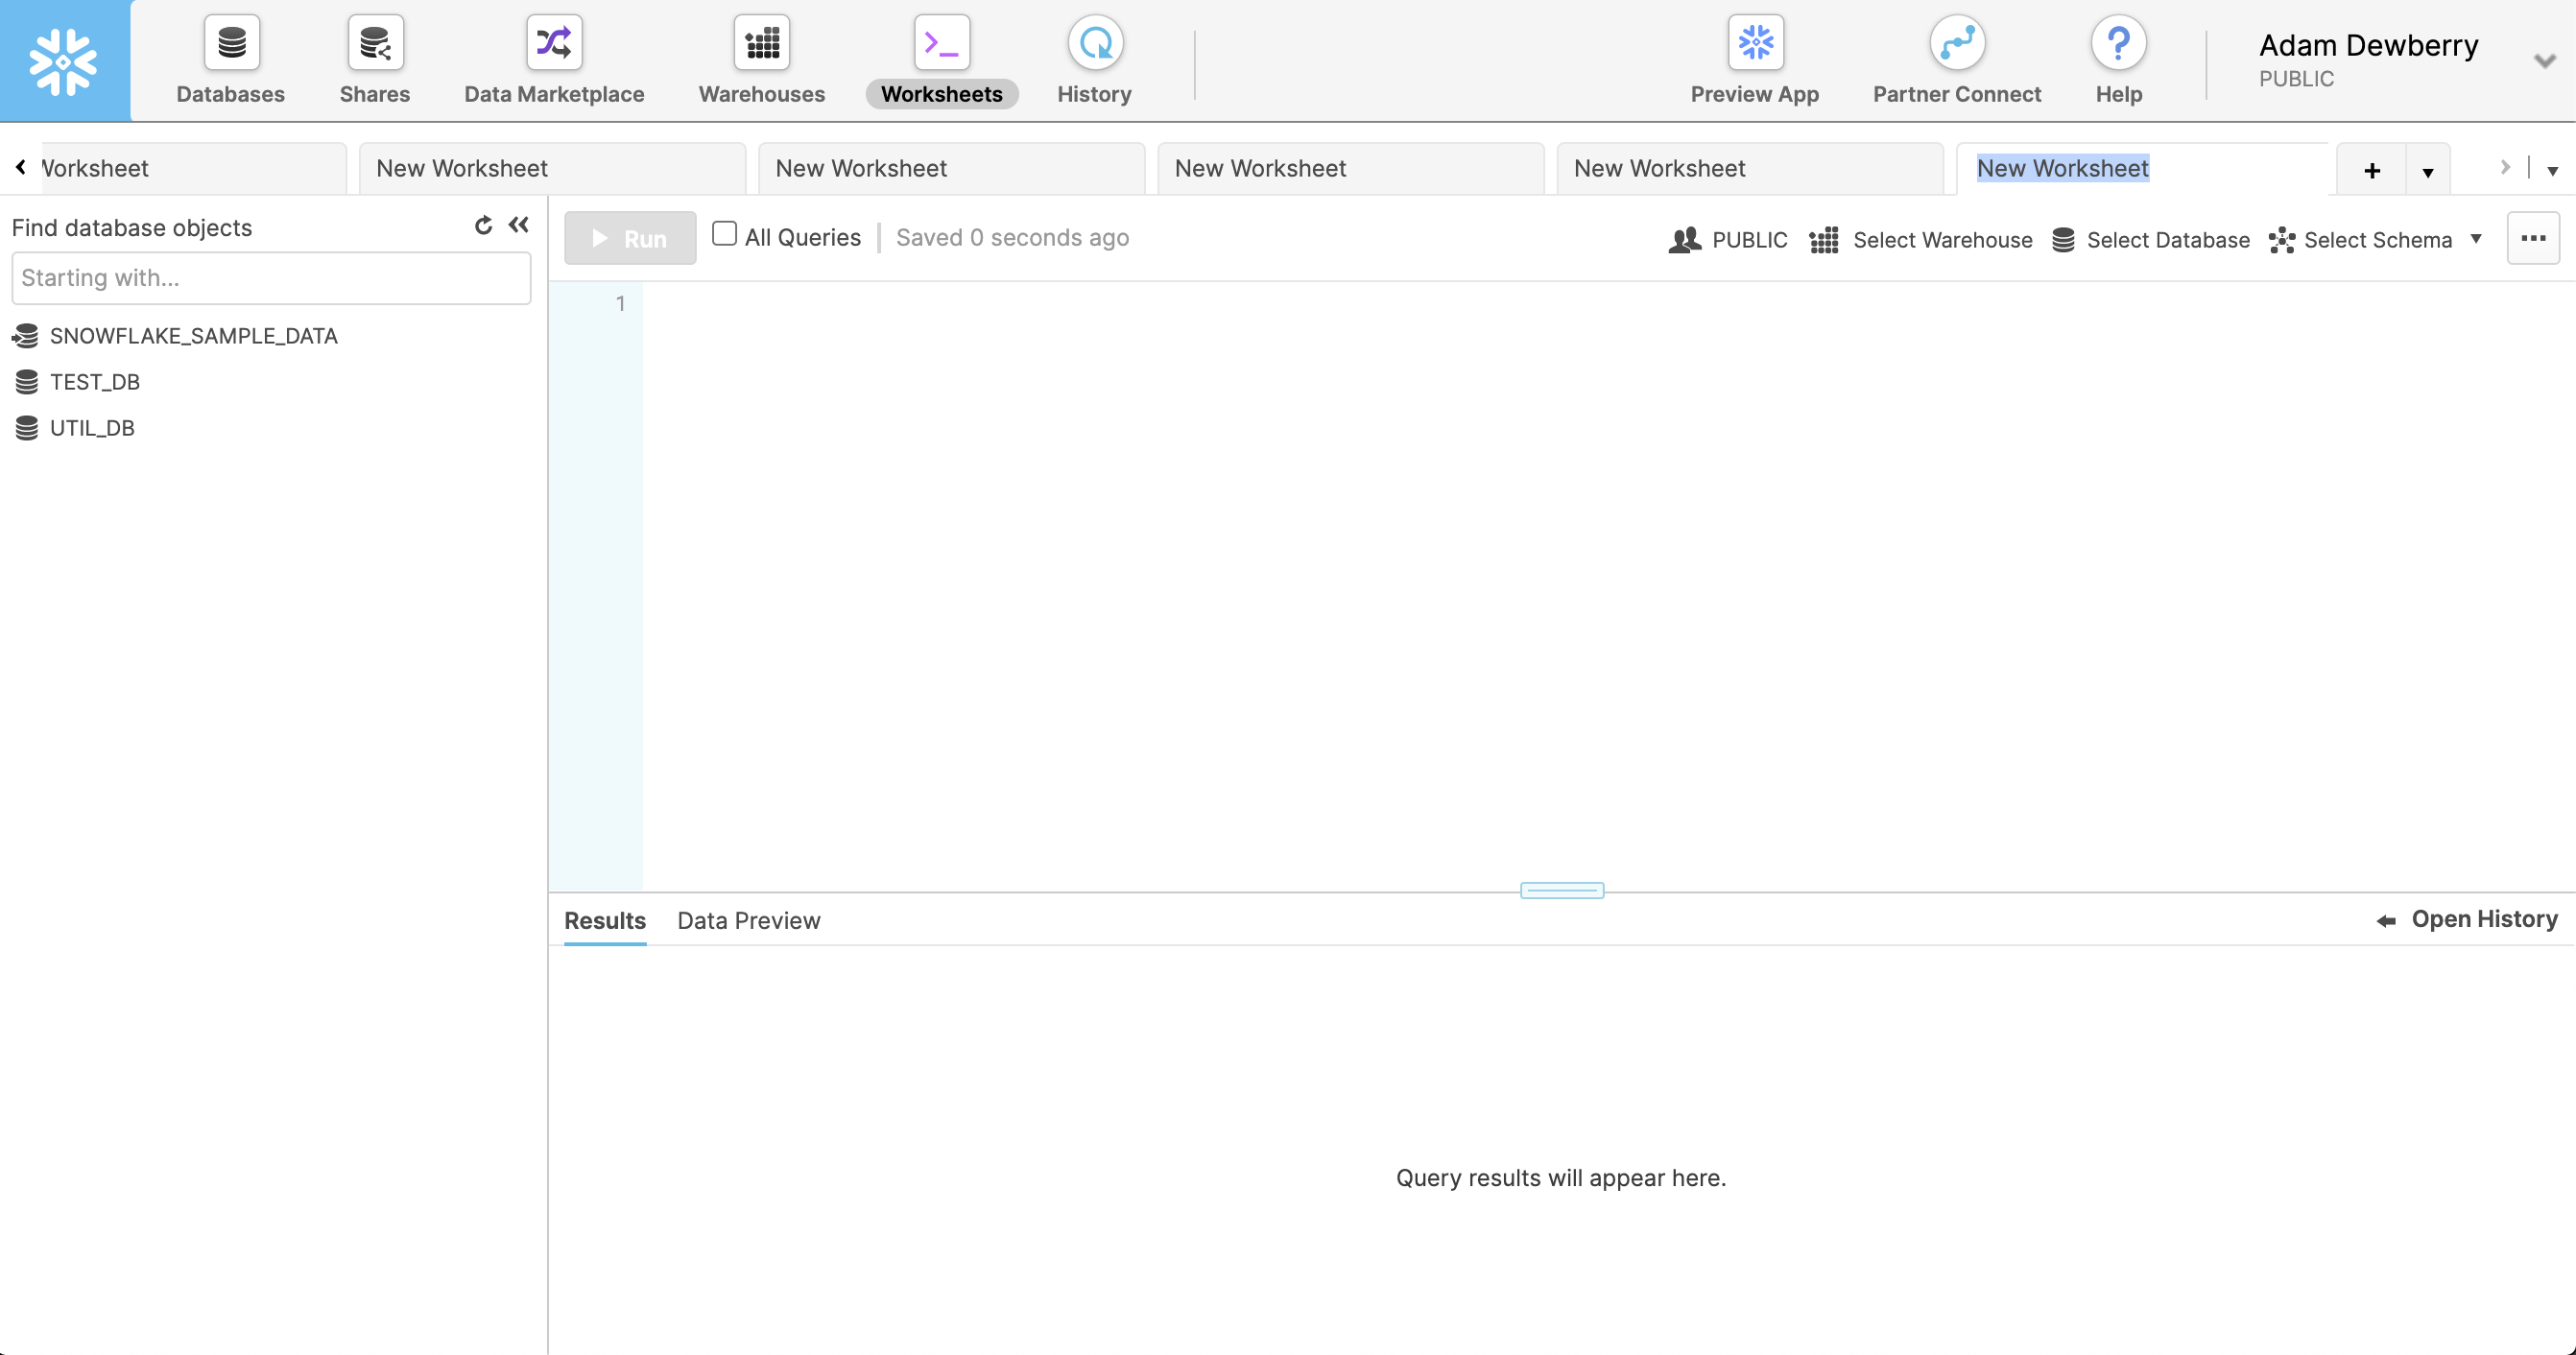 Databases Shares Data Marketplace Warehouses Worksheets History Preview App Partner Connect Help Adam Dewberry
PUBLIC
Worksheet New Worksheet New Worksheet New Worksheet New Worksheet New Worksheet +
Find database objects
Starting with...
SNOWFLAKE_SAMPLE_DATA
TEST_DB
UTIL_DB
Run All Queries Saved 0 seconds ago PUBLIC Select Warehouse Select Database Select Schema ...
1
Results Data Preview Open History
Query results will appear here.